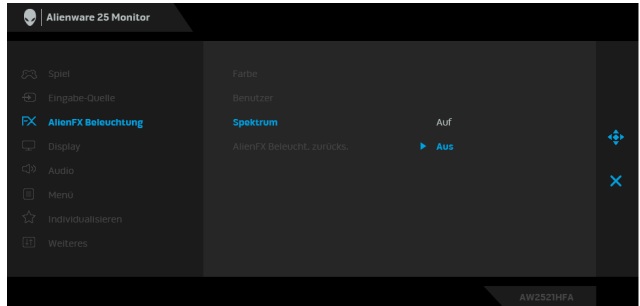 Alienware 25 Monitor
Spiel
Farbe
Eingabe-Quelle
Benutzer
FX AlienFX Beleuchtung
Spektrum
Auf
Display
AlienFX Beleucht. zurücks.
Aus
Audio
Menü
Individualisieren
Weiteres
AW2521HFA